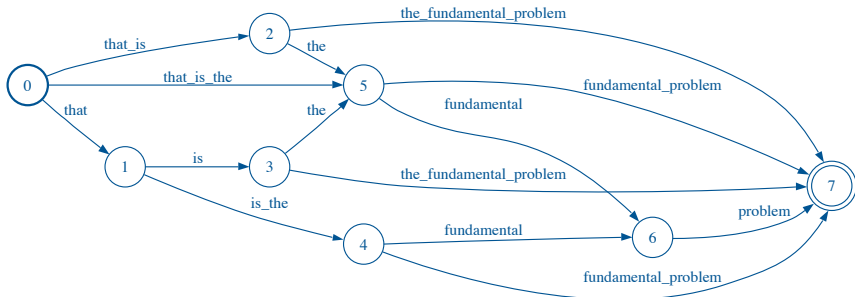 the_fundamental_problem
2
that_is
the
that_is_the
0
5
fundamental_problem
fundamental
that
the
is
1
3
the_fundamental_problem
7
is_the
problem
fundamental
6
4
fundamental_problem